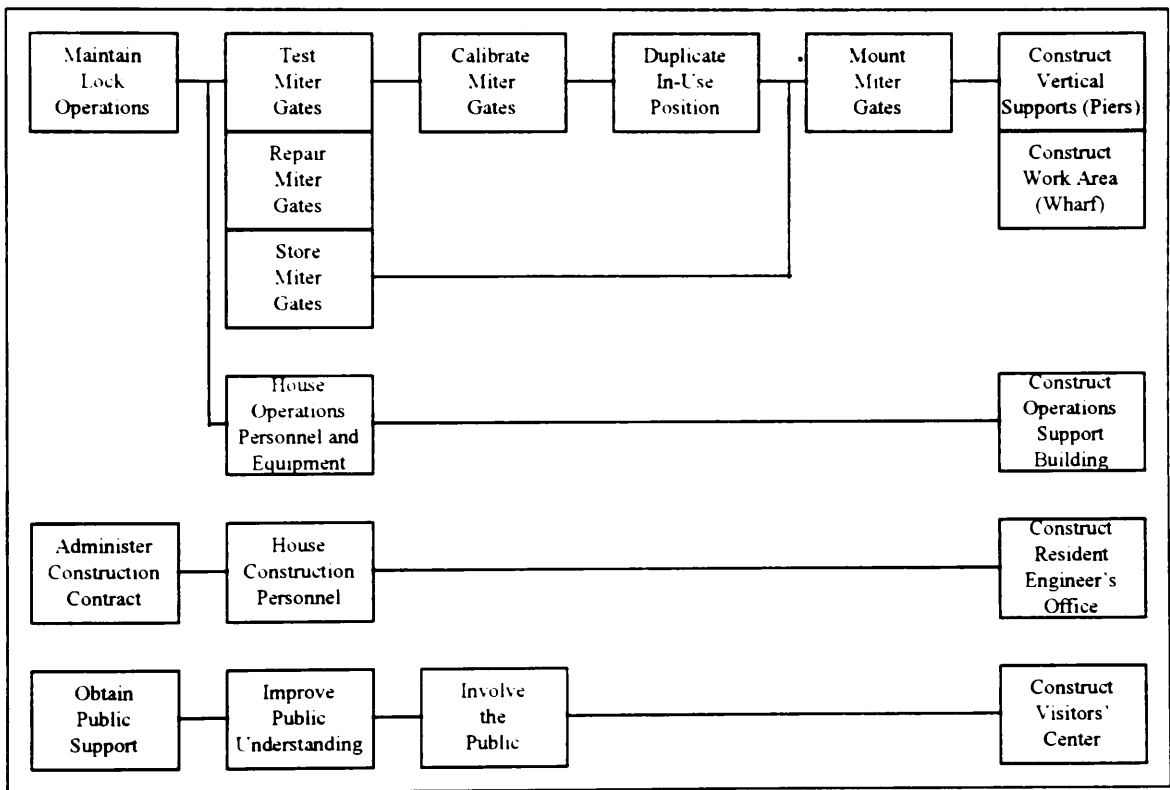 Maintain
Lock
Operations
Test
Miter
Gates
Calibrate
Miter
Gates
Duplicate
In-Use
Position
Mount
Miter
Gates
Construct
Vertical
Supports (Piers)
Repair
Miter
Gates
Construct
Work Area
(Wharf)
Store
Miter
Gates
House
Operations
Personnel and
Equipment
Construct
Operations
Support
Building
Administer
Construction
Contract
House
Construction
Personnel
Construct
Resident
Engineer's
Office
Obtain
Public
Support
Improve
Public
Understanding
Involve
the
Public
Construct
Visitors'
Center